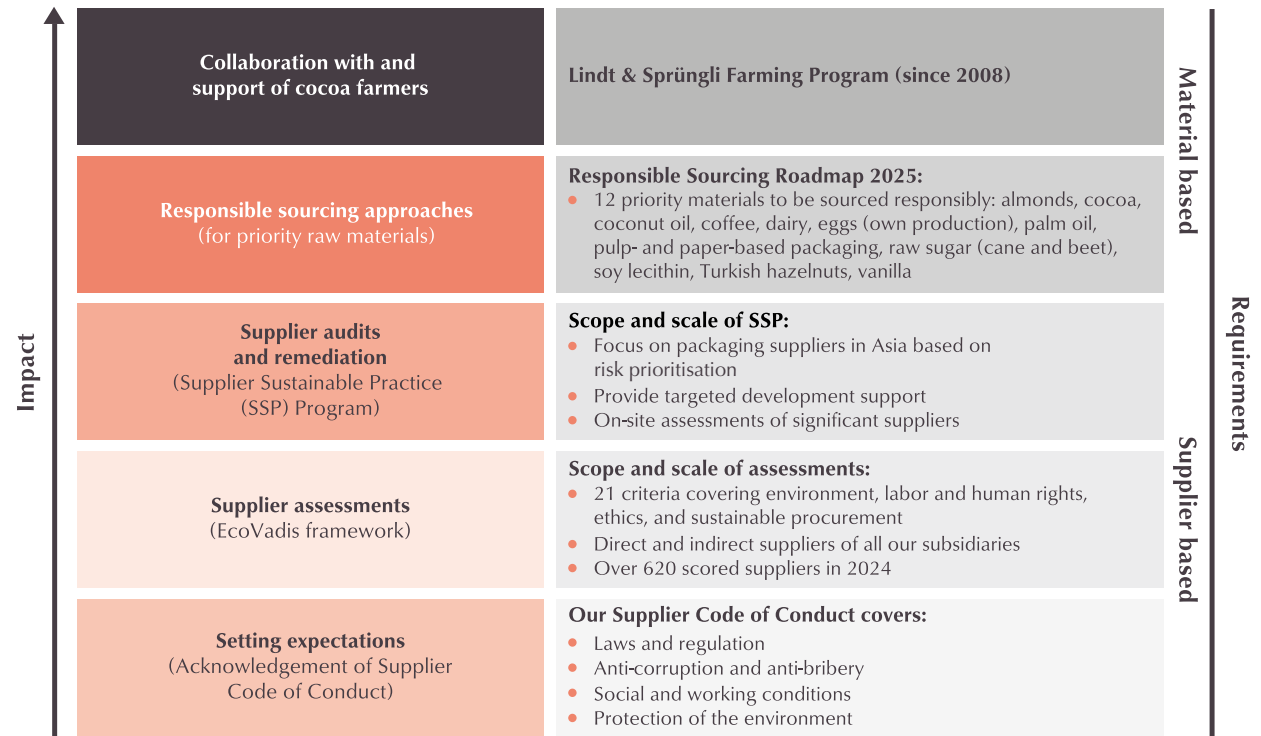 Impact
Collaboration with and
support of cocoa farmers
Lindt & Sprüngli Farming Program (since 2008)
Responsible sourcing approaches
(for priority raw materials)
Responsible Sourcing Roadmap 2025:
• 12 priority materials to be sourced responsibly: almonds, cocoa,
coconut oil, coffee, dairy, eggs (own production), palm oil,
pulp- and paper-based packaging, raw sugar (cane and beet),
soy lecithin, Turkish hazelnuts, vanilla
Material based
Supplier audits
and remediation
(Supplier Sustainable Practice
(SSP) Program)
Scope and scale of SSP:
• Focus on packaging suppliers in Asia based on
risk prioritisation
• Provide targeted development support
• On-site assessments of significant suppliers
Supplier assessments
(EcoVadis framework)
Scope and scale of assessments:
• 21 criteria covering environment, labor and human rights,
ethics, and sustainable procurement
• Direct and indirect suppliers of all our subsidiaries
• Over 620 scored suppliers in 2024
Setting expectations
(Acknowledgement of Supplier
Code of Conduct)
Our Supplier Code of Conduct covers:
• Laws and regulation
• Anti-corruption and anti-bribery
• Social and working conditions
• Protection of the environment
Supplier based
Requirements